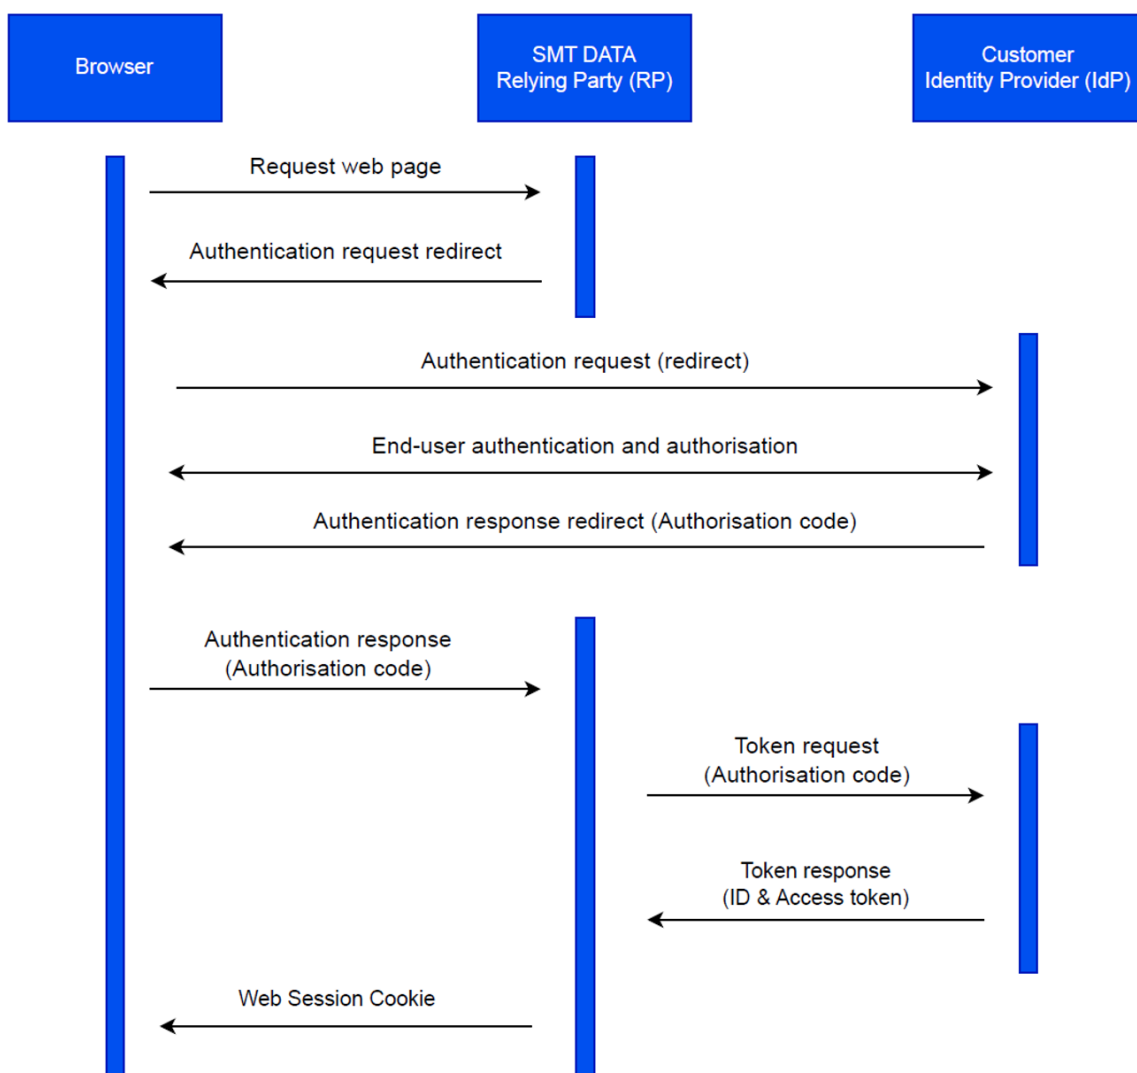 Browser
SMT DATA
Relying Party (RP)
Customer
Identity Provider (IdP)
Request web page
Authentication request redirect
Authentication request (redirect)
End-user authentication and authorisation
Authentication response redirect (Authorisation code)
Authentication response
(Authorisation code)
Token request
(Authorisation code)
Token response
(ID & Access token)
Web Session Cookie